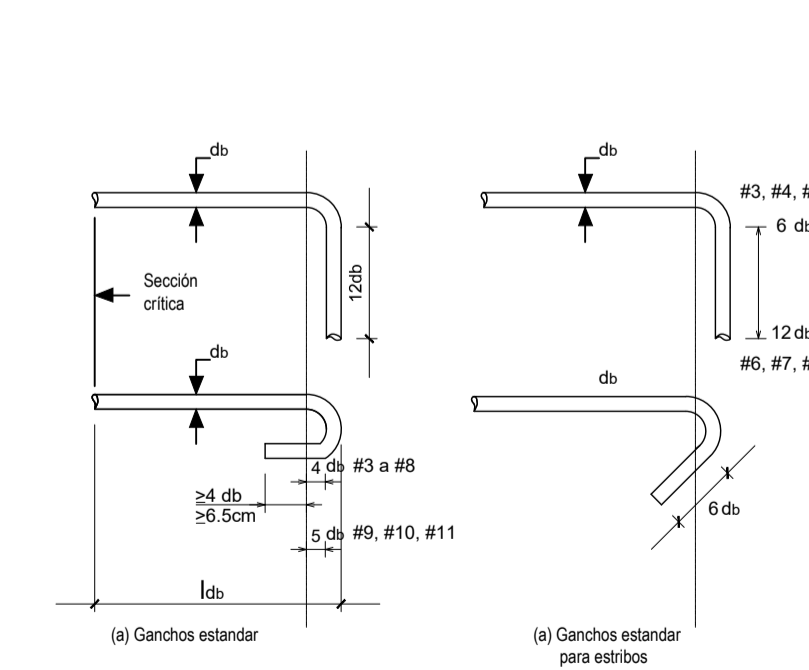 db
db
#3, #4, #
6 db
12db
Sección
crítica
12 db
#6, #7, #
db
db
4 db #3 a #8
≥4 db
≥6.5cm
6 db
5 db #9, #10, #11
ldb
(a) Ganchos estandar
(a) Ganchos estandar
para estribos